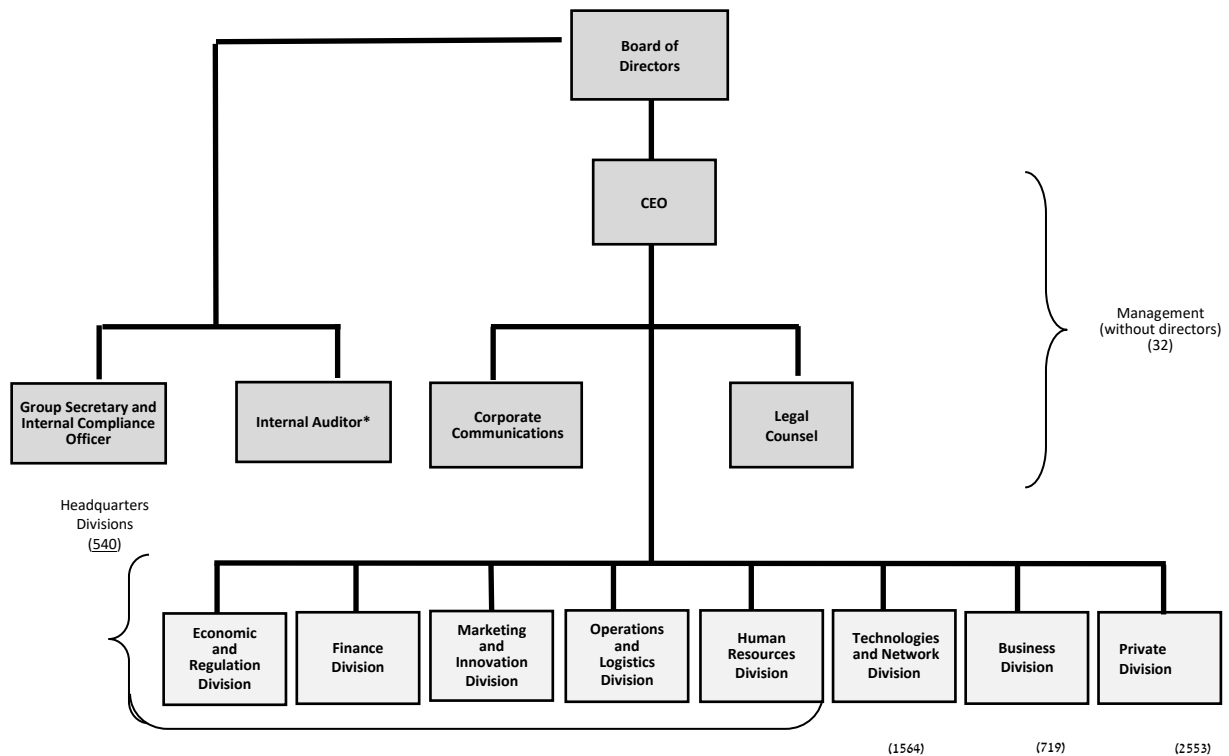 Board of
Directors
CEO
Management
(without directors)
(32)
Group Secretary and
Internal Compliance
Officer
Internal Auditor*
Corporate
Communications
Legal
Counsel
Headquarters
Divisions
(540)
Economic
and
Regulation
Division
Finance
Division
Marketing
and
Innovation
Division
Operations
and
Logistics
Division
Human
Resources
Division
Technologies
and Network
Division
Business
Division
Private
Division
(1564)
(719)
(2553)